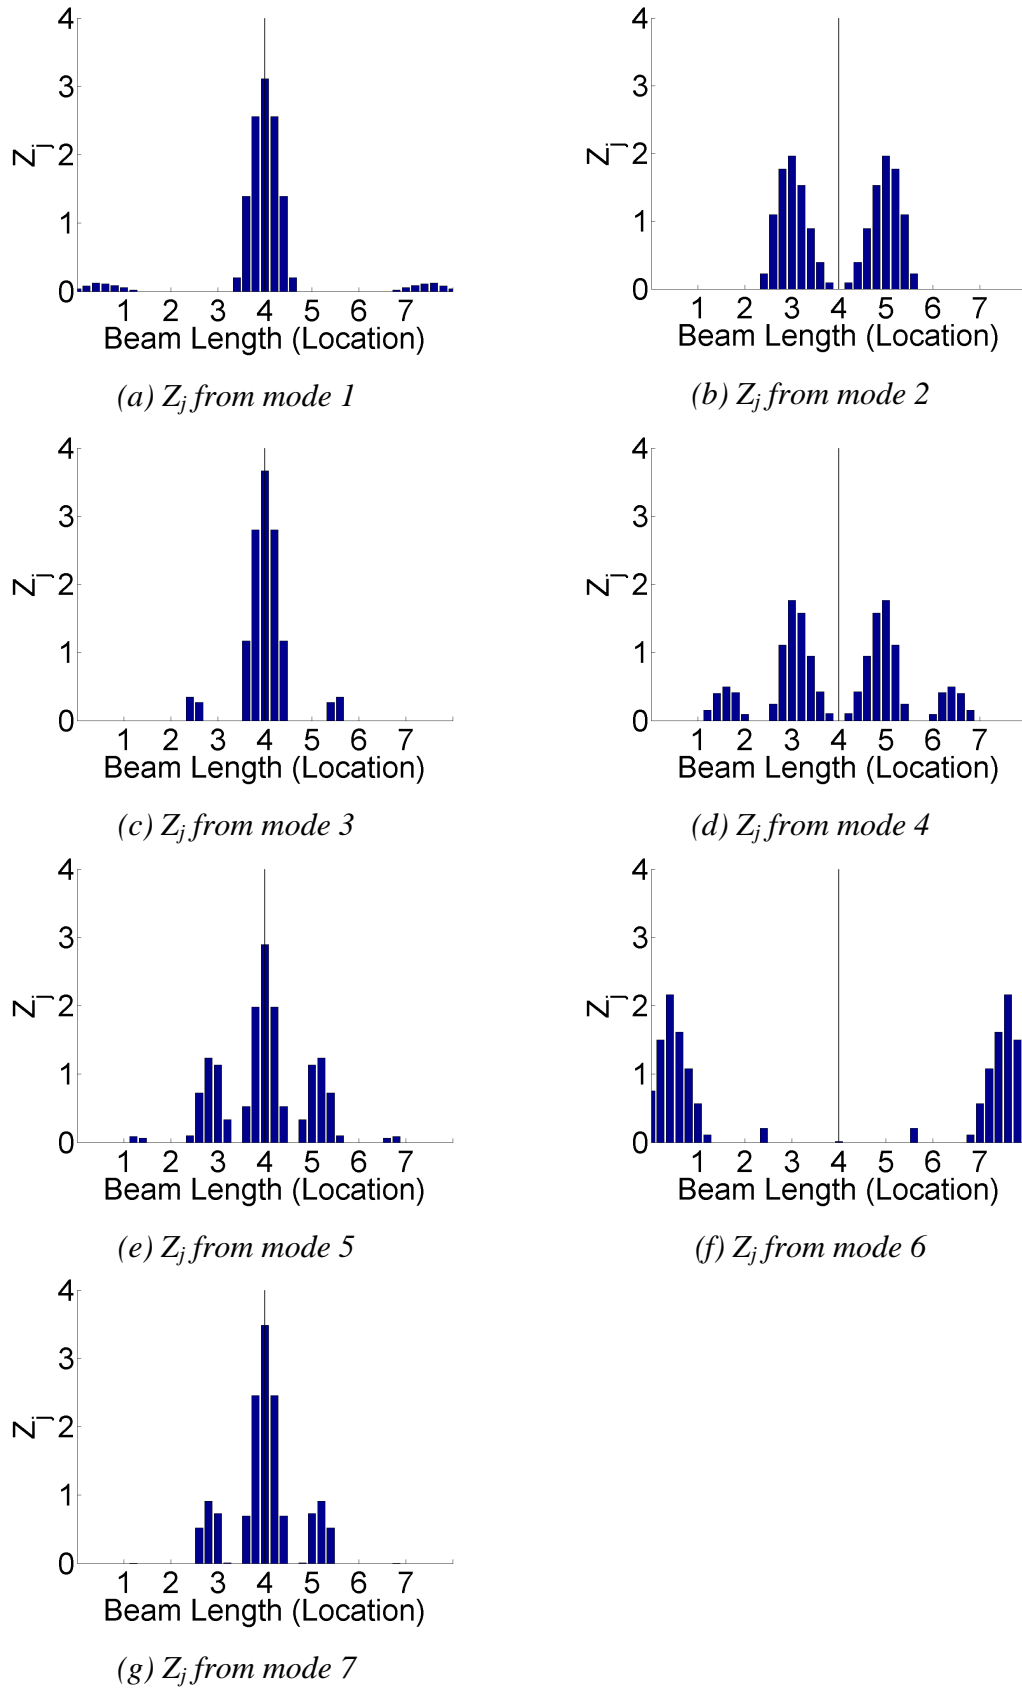 4
3
2
1
0
Zj
1 2 3 4 5 6 7
Beam Length (Location)
(a) Zj from mode 1
4
3
2
1
0
Zj
1 2 3 4 5 6 7
Beam Length (Location)
(b) Zj from mode 2
4
3
2
1
0
Zj
1 2 3 4 5 6 7
Beam Length (Location)
(c) Zj from mode 3
4
3
2
1
0
Zj
1 2 3 4 5 6 7
Beam Length (Location)
(d) Zj from mode 4
4
3
2
1
0
Zj
1 2 3 4 5 6 7
Beam Length (Location)
(e) Zj from mode 5
4
3
2
1
0
Zj
1 2 3 4 5 6 7
Beam Length (Location)
(f) Zj from mode 6
4
3
2
1
0
Zj
1 2 3 4 5 6 7
Beam Length (Location)
(g) Zj from mode 7